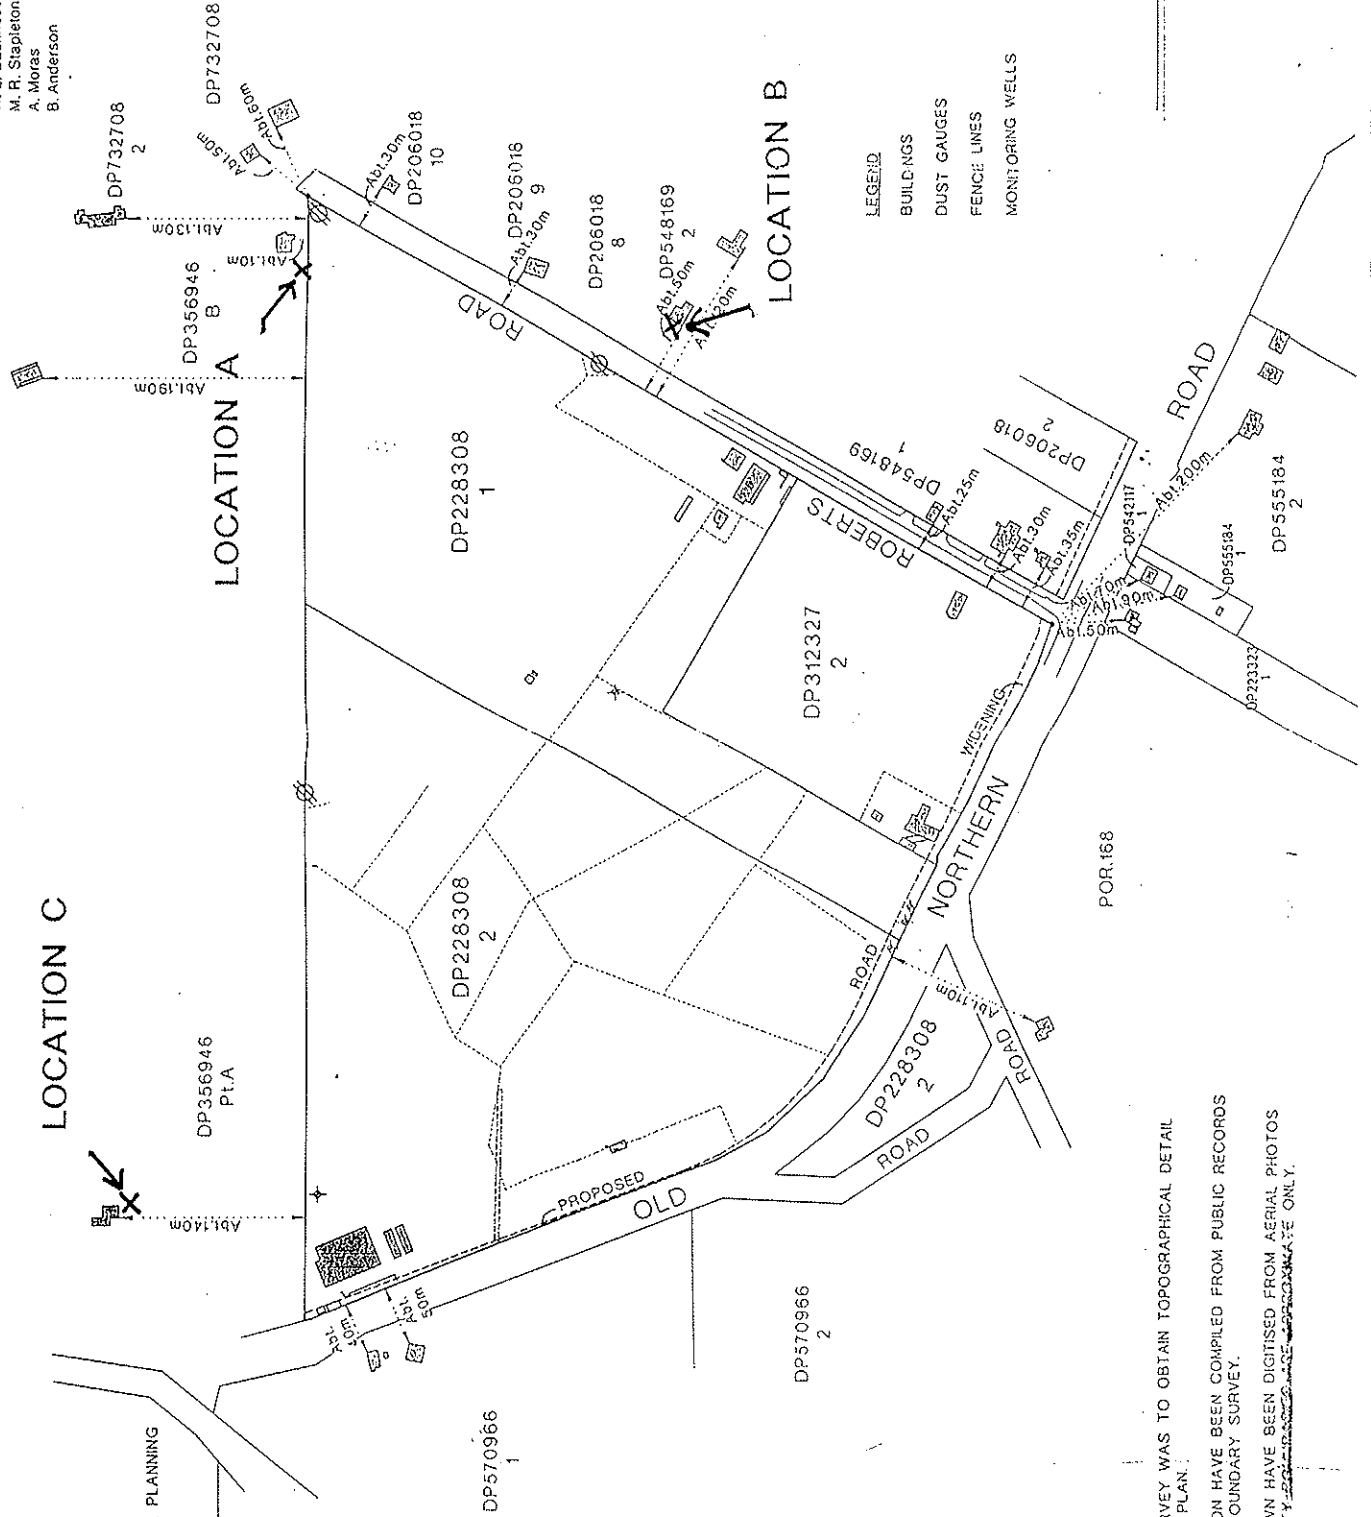 M. R. Stapleton
A. Moras
B. Anderson
DP732708
DP732708
2
Abt.60m
Abt.50m
Abt.130m
Abt.10m
DP356946
B
Abt.190m
LOCATION A
Abt.30m
DP206018
10
DP206018
9
Abt.30m
DP206018
8
DP548169
2
Abt.50m
LOCATION B
ROAD
LEGEND
BUILDINGS
DUST GAUGES
FENCE LINES
MONITORING WELLS
DP228308
1
ROBERTS
DP548169
1
DP206018
2
Abt.25m
Abt.30m
Abt.35m
ROAD
Abt.200m
DP542117
1
DP555184
1
DP555184
2
Abt.70m
Abt.90m
Abt.50m
DP223323
1
DP312327
2
WIDENING
NORTHERN
POR.168
LOCATION C
DP356946
Pt.A
Abt.140m
DP228308
2
ROAD
Abt.110m
DP228308
2
ROAD
ROAD
PROPOSED
OLD
Abt.
40m
Abt.
50m
PLANNING
DP570966
1
DP570966
2
VEY WAS TO OBTAIN TOPOGRAPHICAL DETAIL
PLAN.
ON HAVE BEEN COMPILED FROM PUBLIC RECORDS
OUNDARY SURVEY.
WN HAVE BEEN DIGITISED FROM AERIAL PHOTOS
ONLY.